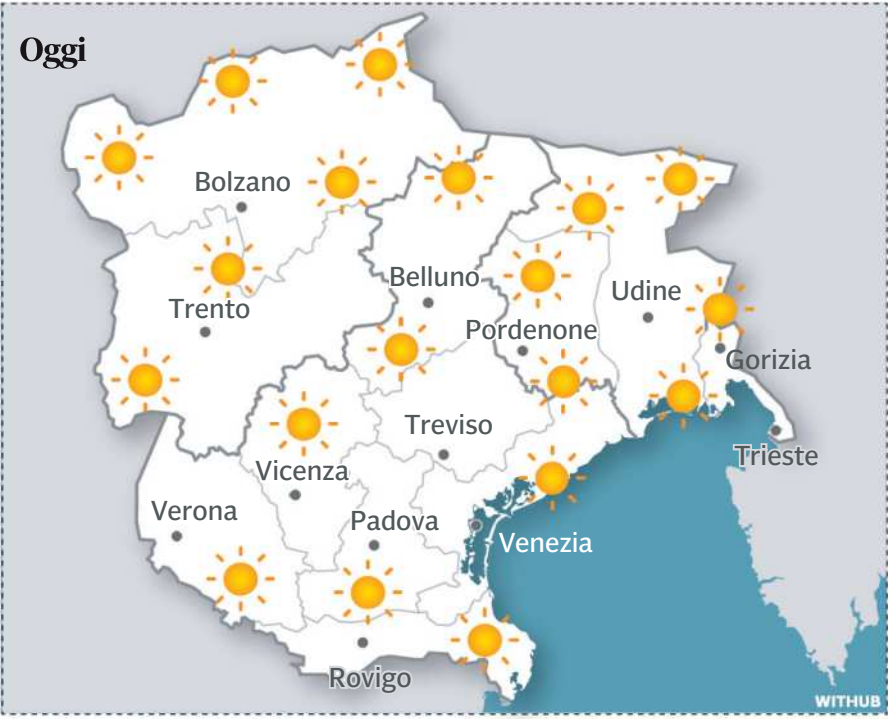 Oggi
Bolzano
Belluno
Udine
Trento
Pordenone
Gorizia
Treviso
Trieste
Vicenza
Verona
Padova
Venezia
Rovigo
WITHUB